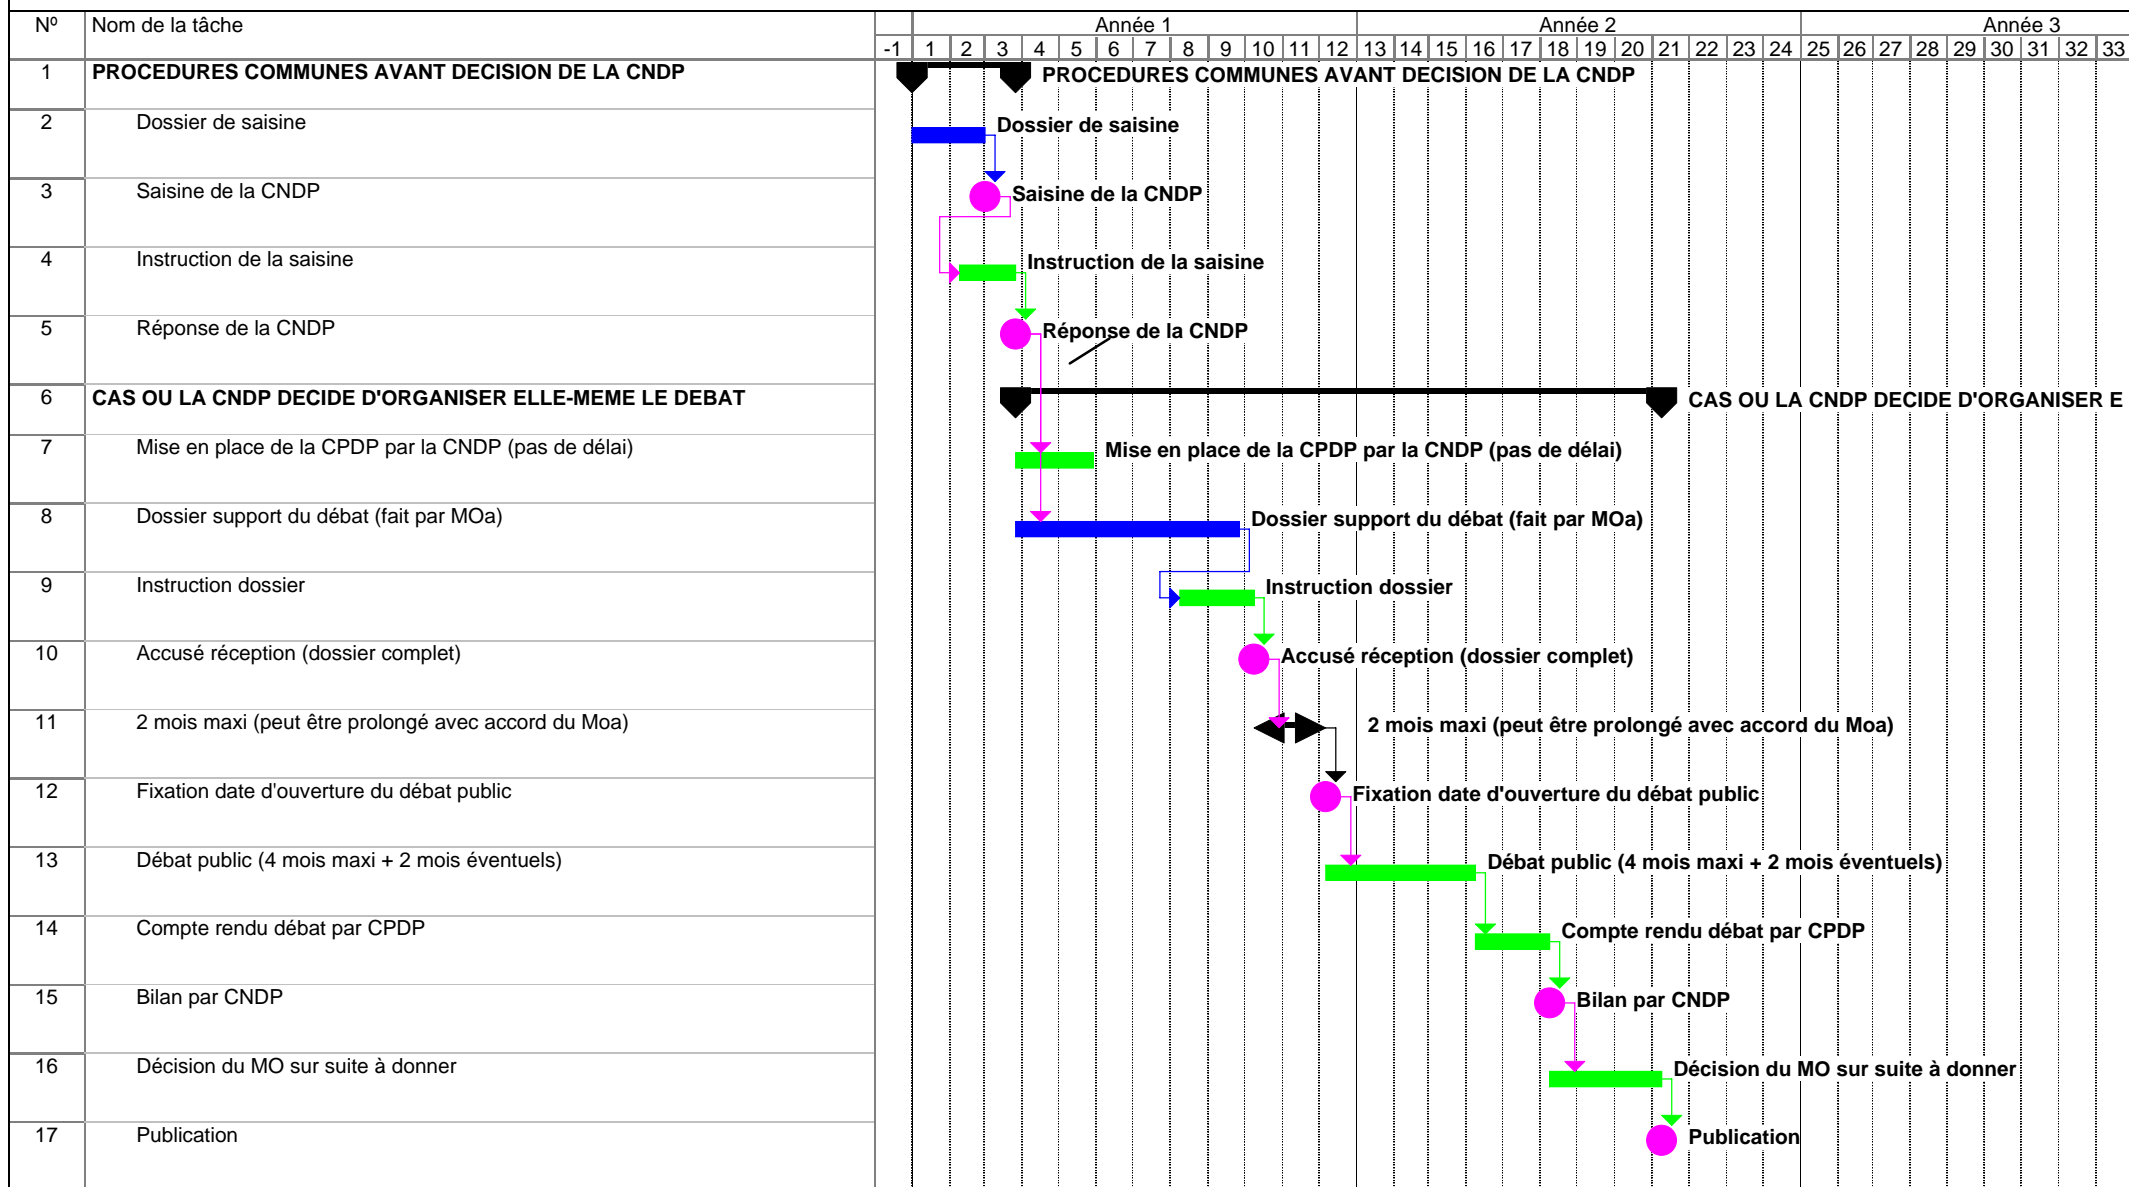 Nº Nom de la tâche Année 1 Année 2 Année 3
-1 1 2 3 4 5 6 7 8 9 10 11 12 13 14 15 16 17 18 19 20 21 22 23 24 25 26 27 28 29 30 31 32 33
1 PROCEDURES COMMUNES AVANT DECISION DE LA CNDP PROCEDURES COMMUNES AVANT DECISION DE LA CNDP
2 Dossier de saisine Dossier de saisine
3 Saisine de la CNDP Saisine de la CNDP
4 Instruction de la saisine Instruction de la saisine
5 Réponse de la CNDP Réponse de la CNDP
6 CAS OU LA CNDP DECIDE D'ORGANISER ELLE-MEME LE DEBAT CAS OU LA CNDP DECIDE D'ORGANISER E
7 Mise en place de la CPDP par la CNDP (pas de délai) Mise en place de la CPDP par la CNDP (pas de délai)
8 Dossier support du débat (fait par MOa) Dossier support du débat (fait par MOa)
9 Instruction dossier Instruction dossier
10 Accusé réception (dossier complet) Accusé réception (dossier complet)
11 2 mois maxi (peut être prolongé avec accord du Moa) 2 mois maxi (peut être prolongé avec accord du Moa)
12 Fixation date d'ouverture du débat public Fixation date d'ouverture du débat public
13 Débat public (4 mois maxi + 2 mois éventuels) Débat public (4 mois maxi + 2 mois éventuels)
14 Compte rendu débat par CPDP Compte rendu débat par CPDP
15 Bilan par CNDP Bilan par CNDP
16 Décision du MO sur suite à donner Décision du MO sur suite à donner
17 Publication Publication